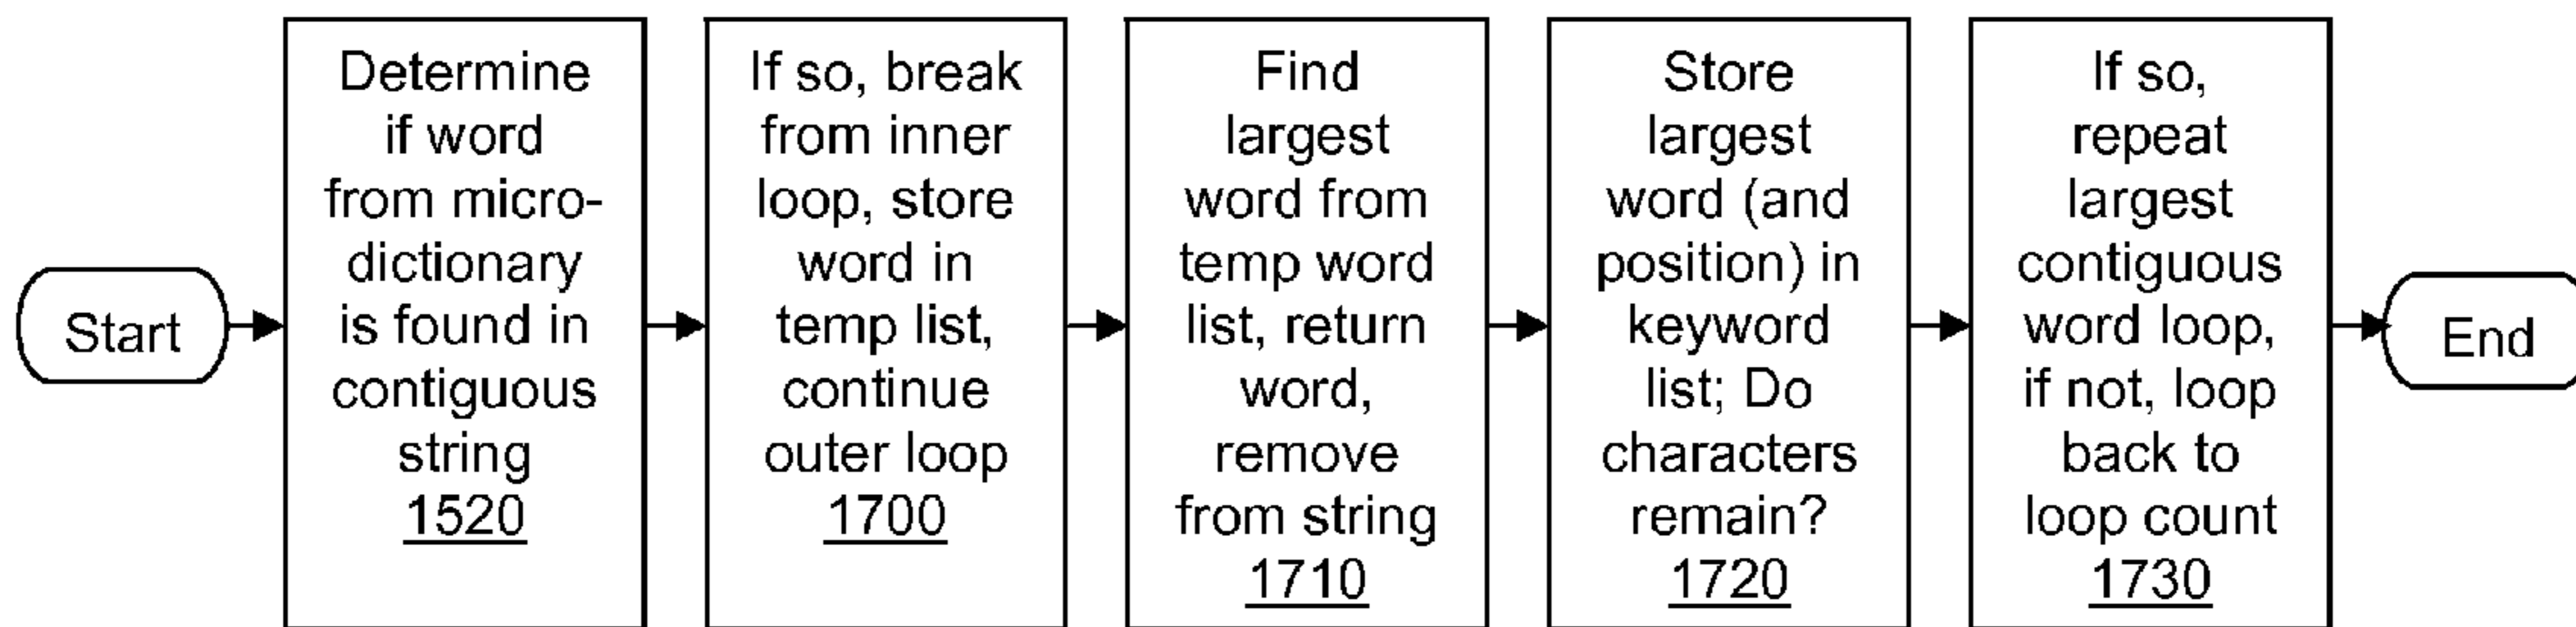 Start
Determine
if word
from micro-
dictionary
is found in
contiguous
string
1520
If so, break
from inner
loop, store
word in
temp list,
continue
outer loop
1700
Find
largest
word from
temp word
list, return
word,
remove
from string
1710
Store
largest
word (and
position) in
keyword
list; Do
characters
remain?
1720
If so,
repeat
largest
contiguous
word loop,
if not, loop
back to
loop count
1730
End